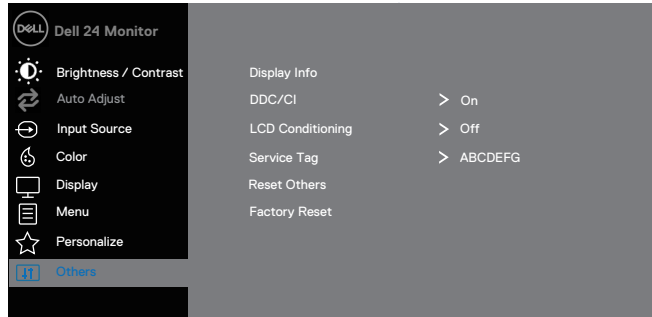 DELL Dell 24 Monitor
Brightness / Contrast Display Info
Auto Adjust DDC/CI > On
Input Source LCD Conditioning > Off
Color Service Tag > ABCDEFG
Display Reset Others
Menu Factory Reset
Personalize
Others